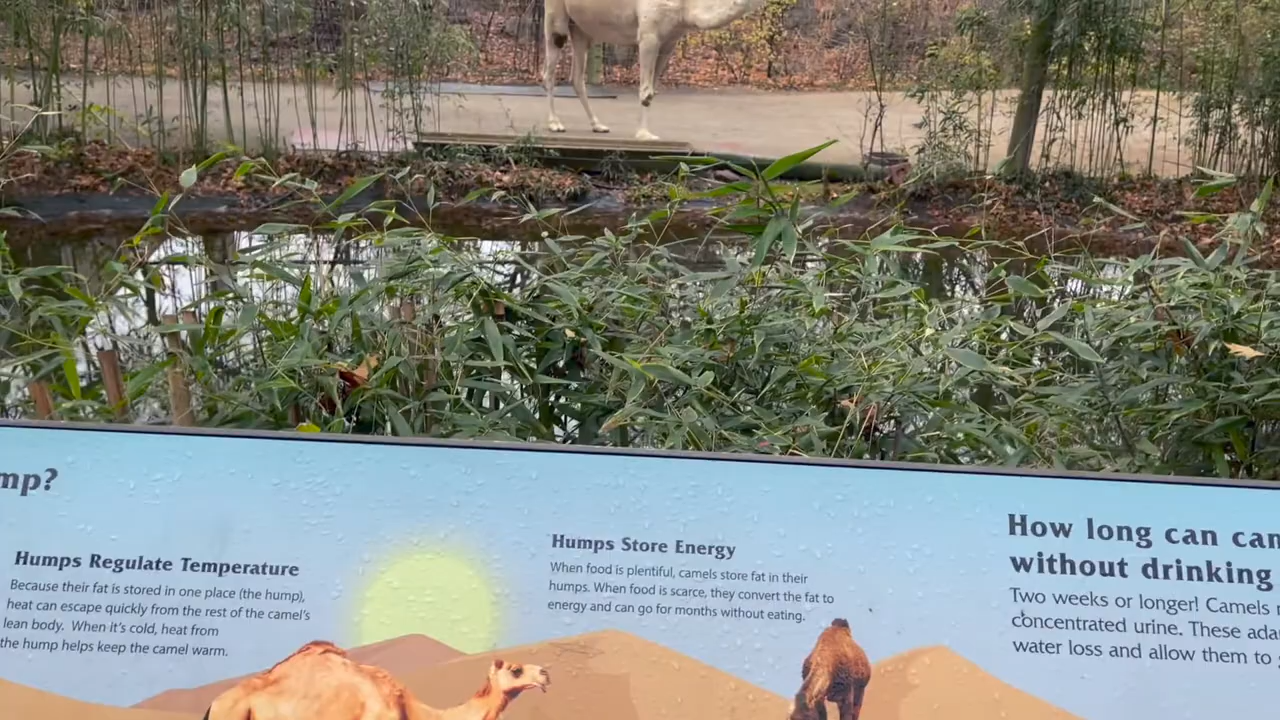 mp?
Humps Regulate Temperature
Because their fat is stored in one place (the hump),
heat can escape quickly from the rest of the camel's
lean body. When it's cold, heat from
the hump helps keep the camel warm.
Humps Store Energy
When food is plentiful, camels store fat in their
humps. When food is scarce, they convert the fat to
energy and can go for months without eating.
How long can cam
without drinking
Two weeks or longer! Camels
concentrated urine. These ada
water loss and allow them to